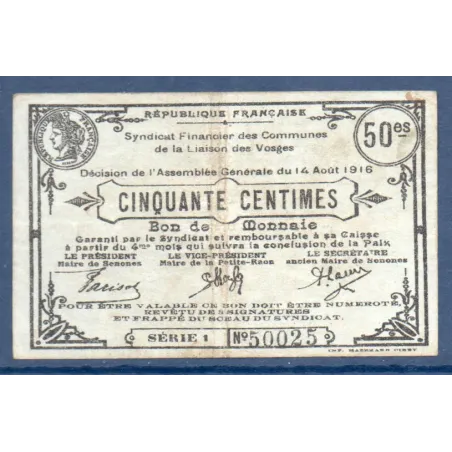 RÉPUBLIQUE FRANÇAISE
50es
Syndicat Financier des Communes
de la Liaison des Vosges
Décision de l'Assemblée Générale du 14 Août 1916
CINQUANTE CENTIMES
Bon de Monnaie
Garanti par le Syndicat et remboursable à sa Caisse
à partir du 4me mois qui suivra la conclusion de la Paix
LE PRÉSIDENT LE VICE-PRÉSIDENT LE SECRÉTAIRE
Maire de Senones Maire de la Petite-Raon ancien Maire de Senones
POUR ÊTRE VALABLE CE BON DOIT ÊTRE NUMEROTÉ
REVÊTU DES SIGNATURES
ET FRAPPÉ DU SCEAU DU SYNDICAT.
SÉRIE 1 No 50025